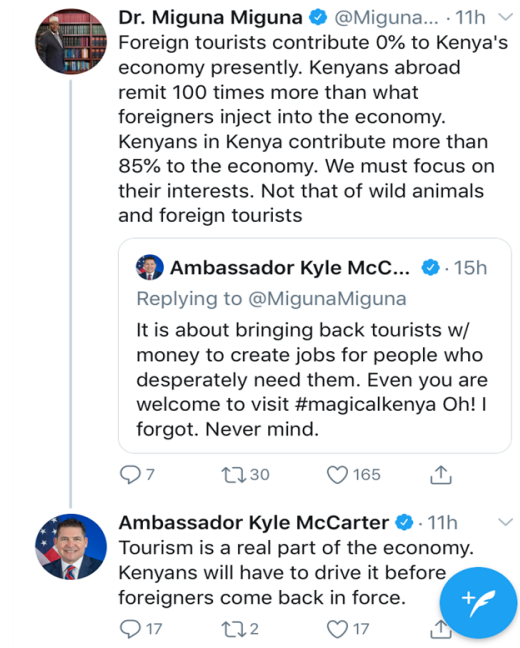 Dr. Miguna Miguna @Miguna... · 11h
Foreign tourists contribute 0% to Kenya's
economy presently. Kenyans abroad
remit 100 times more than what
foreigners inject into the economy.
Kenyans in Kenya contribute more than
85% to the economy. We must focus on
their interests. Not that of wild animals
and foreign tourists
Ambassador Kyle McC... · 15h
Replying to @MigunaMiguna
It is about bringing back tourists w/
money to create jobs for people who
desperately need them. Even you are
welcome to visit #magicalkenya Oh! I
forgot. Never mind.
7 30 165
Ambassador Kyle McCarter · 11h
Tourism is a real part of the economy.
Kenyans will have to drive it before
foreigners come back in force.
17 2 17